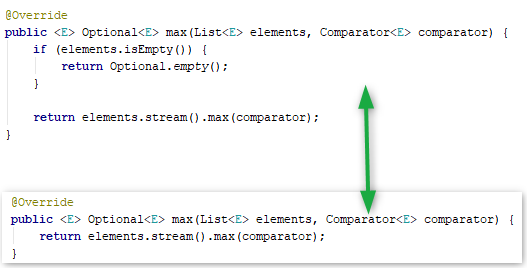 @Override
public <E> Optional<E> max(List<E> elements, Comparator<E> comparator) {
    if (elements.isEmpty()) {
        return Optional.empty();
    }

    return elements.stream().max(comparator);
}
@Override
public <E> Optional<E> max(List<E> elements, Comparator<E> comparator) {
    return elements.stream().max(comparator);
}